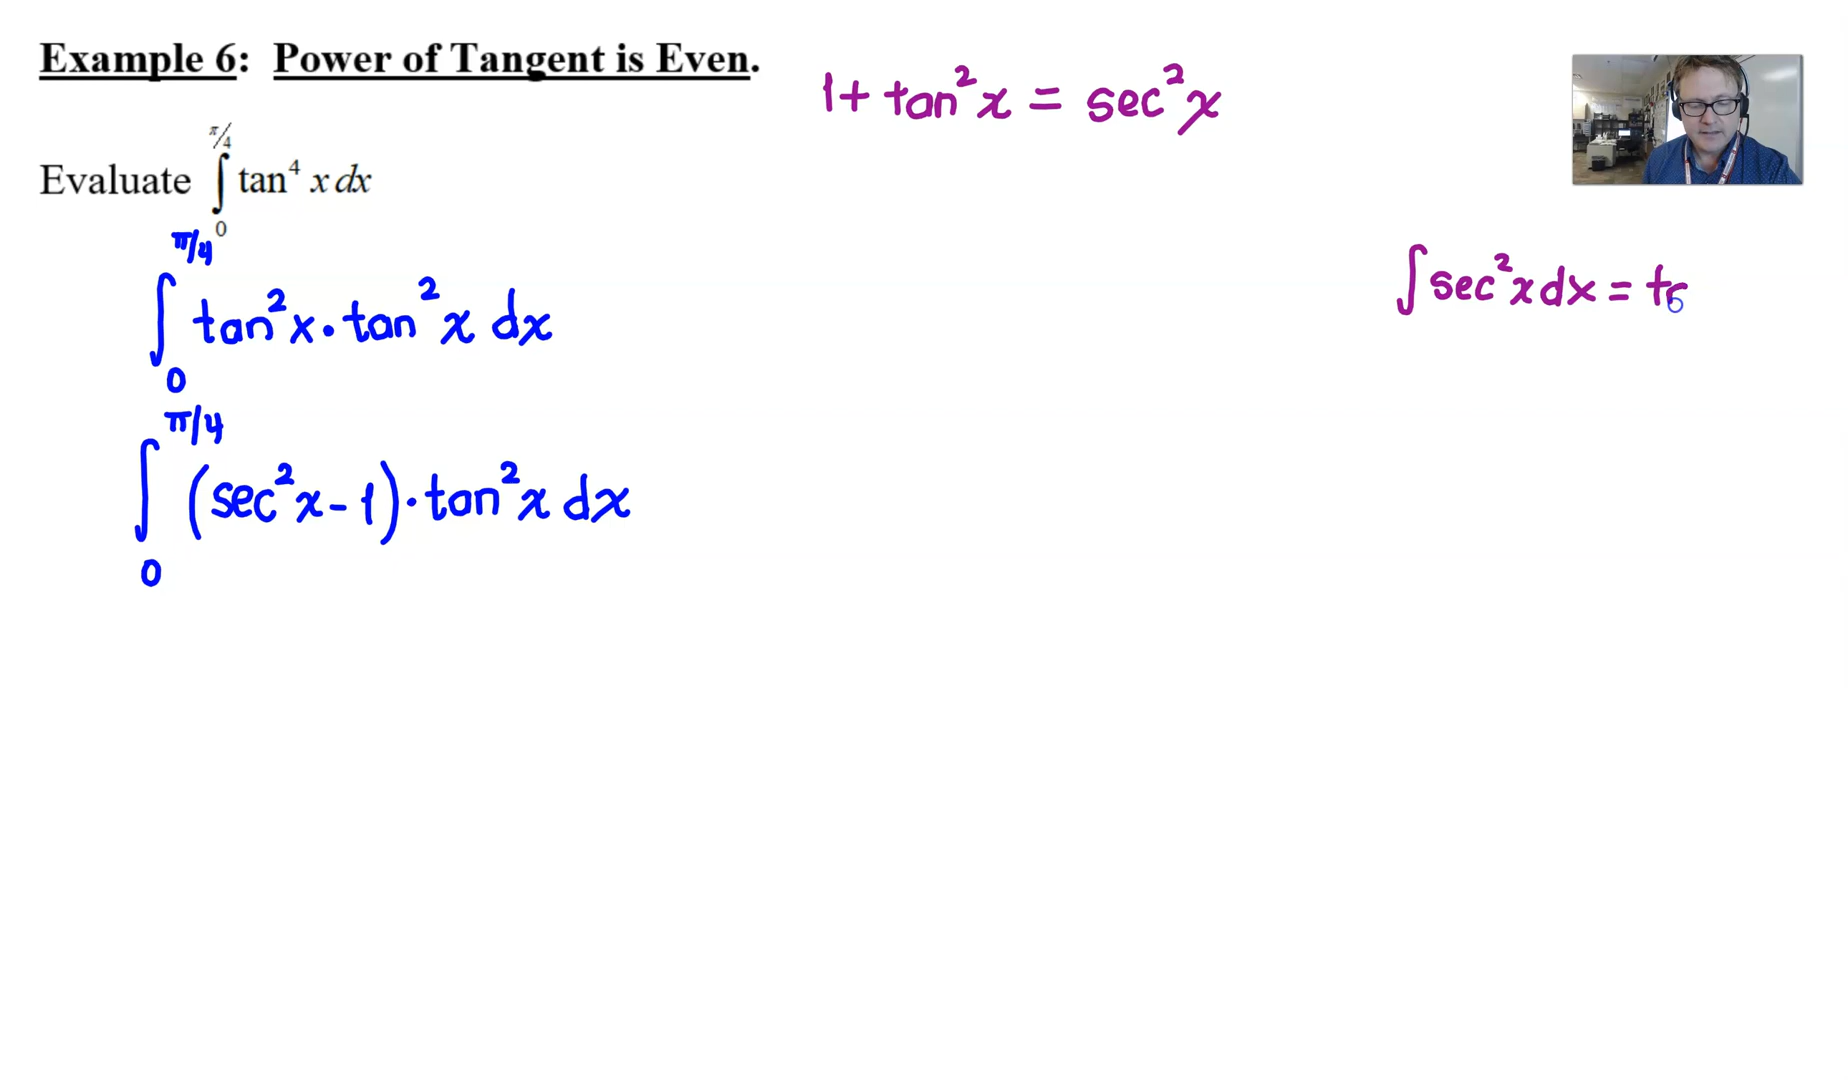 Example 6: Power of Tangent is Even.
1 + tan²x = sec²x
Evaluate ∫₀^{π/4} tan⁴ x dx
∫ sec²x dx = t
∫₀^{π/4} tan²x · tan²x dx
∫₀^{π/4} (sec²x - 1) · tan²x dx